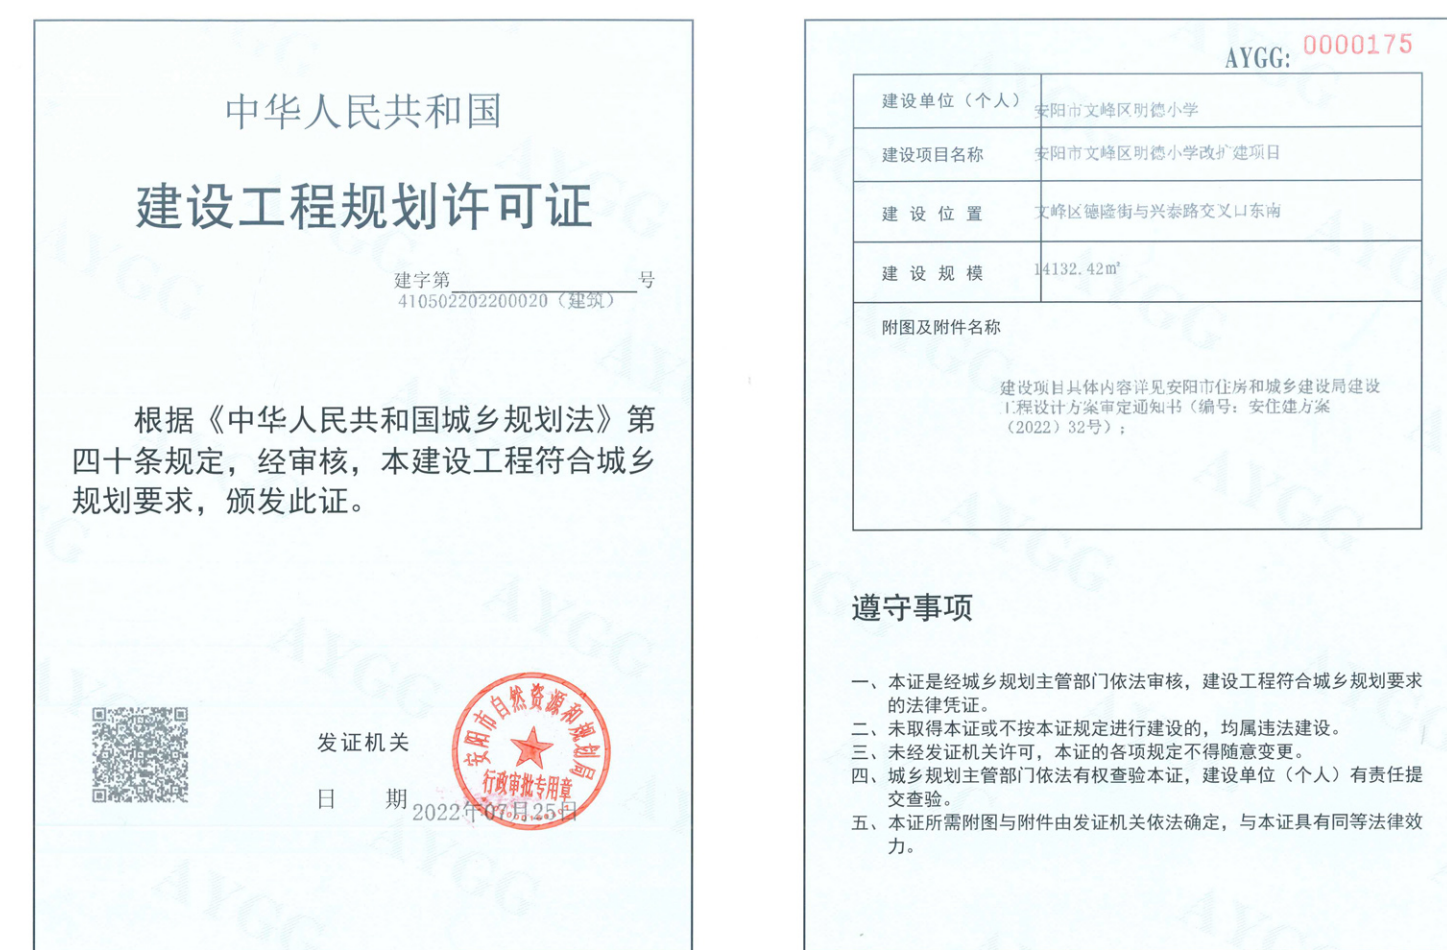 中华人民共和国
建设工程规划许可证
建字第 号
410502202200020（建筑）
根据《中华人民共和国城乡规划法》第
四十条规定，经审核，本建设工程符合城乡
规划要求，颁发此证。
发证机关
日 期 2022年07月25日
安阳市自然资源和规划局
行政审批专用章
AYGG: 0000175
建设单位（个人） 安阳市文峰区明德小学
建设项目名称 安阳市文峰区明德小学改扩建项目
建设位置 文峰区德隆街与兴泰路交叉口东南
建设规模 14132.42m²
附图及附件名称
建设项目具体内容详见安阳市住房和城乡建设局建设
工程设计方案审定通知书（编号：安住建方案
（2022）32号）；
遵守事项
一、本证是经城乡规划主管部门依法审核，建设工程符合城乡规划要求
的法律凭证。
二、未取得本证或不按本证规定进行建设的，均属违法建设。
三、未经发证机关许可，本证的各项规定不得随意变更。
四、城乡规划主管部门依法有权查验本证，建设单位（个人）有责任提
交查验。
五、本证所需附图与附件由发证机关依法确定，与本证具有同等法律效
力。